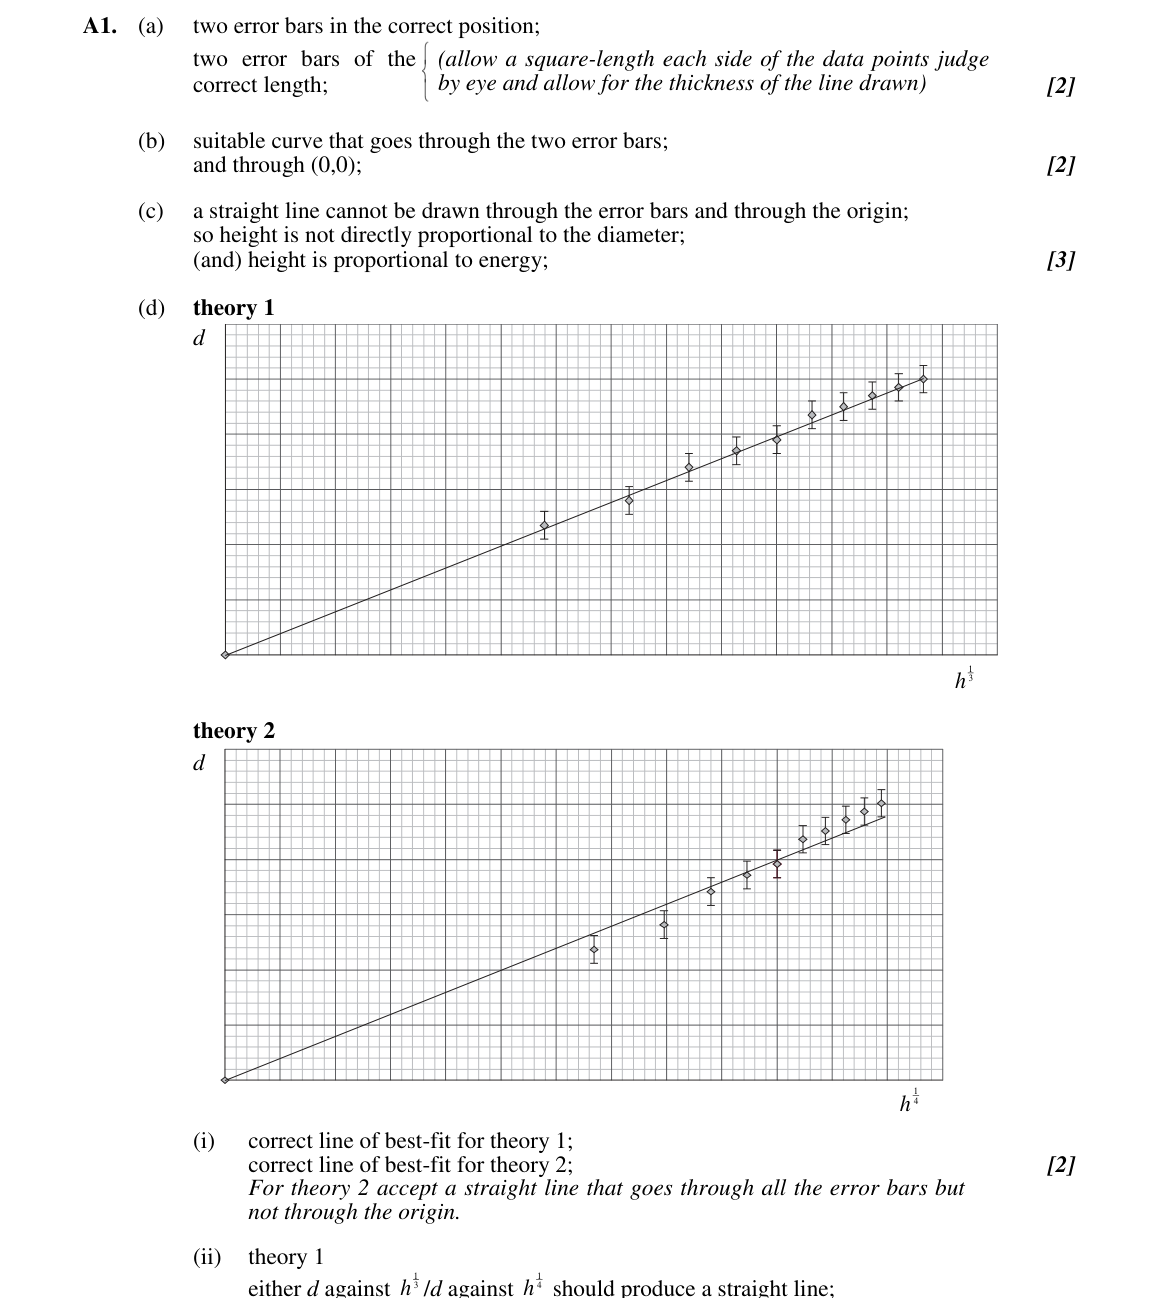 A1. (a) two error bars in the correct position;
two error bars of the (allow a square-length each side of the data points judge
correct length; by eye and allow for the thickness of the line drawn) [2]
(b) suitable curve that goes through the two error bars;
and through (0,0); [2]
(c) a straight line cannot be drawn through the error bars and through the origin;
so height is not directly proportional to the diameter;
(and) height is proportional to energy; [3]
(d) theory 1
d
h^{1/3}
theory 2
d
h^{1/4}
(i) correct line of best-fit for theory 1;
correct line of best-fit for theory 2; [2]
For theory 2 accept a straight line that goes through all the error bars but
not through the origin.
(ii) theory 1
either d against h^{1/3} /d against h^{1/4} should produce a straight line;